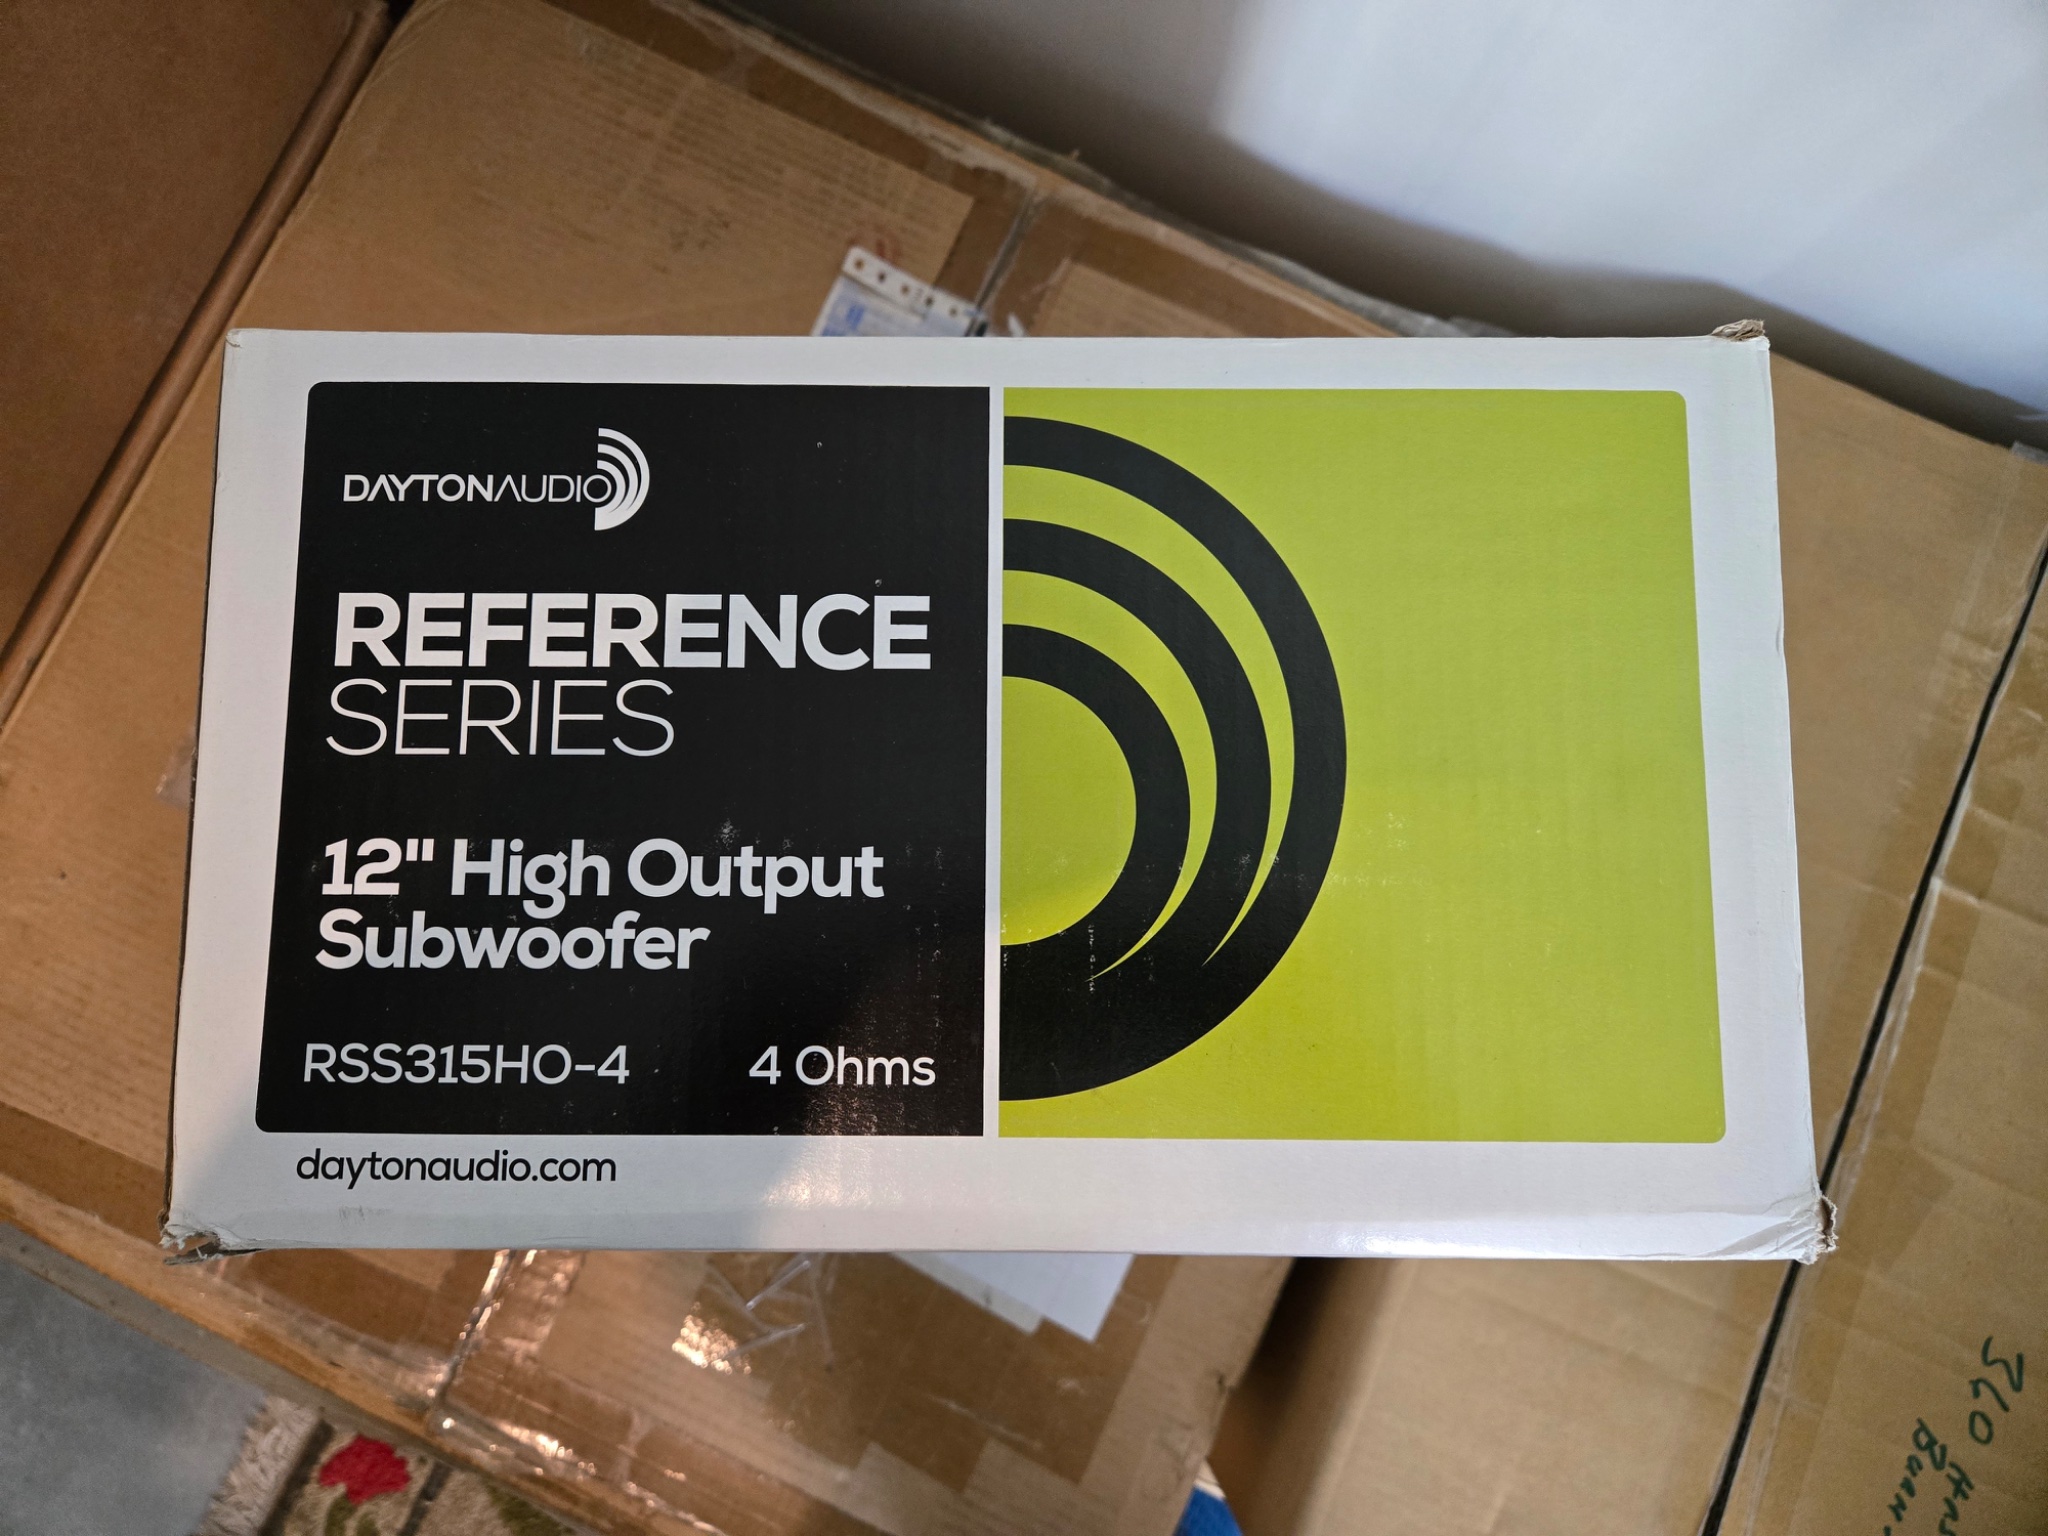 DAYTONAUDIO
REFERENCE
SERIES
12" High Output
Subwoofer
RSS315HO-4 4 Ohms
daytonaudio.com